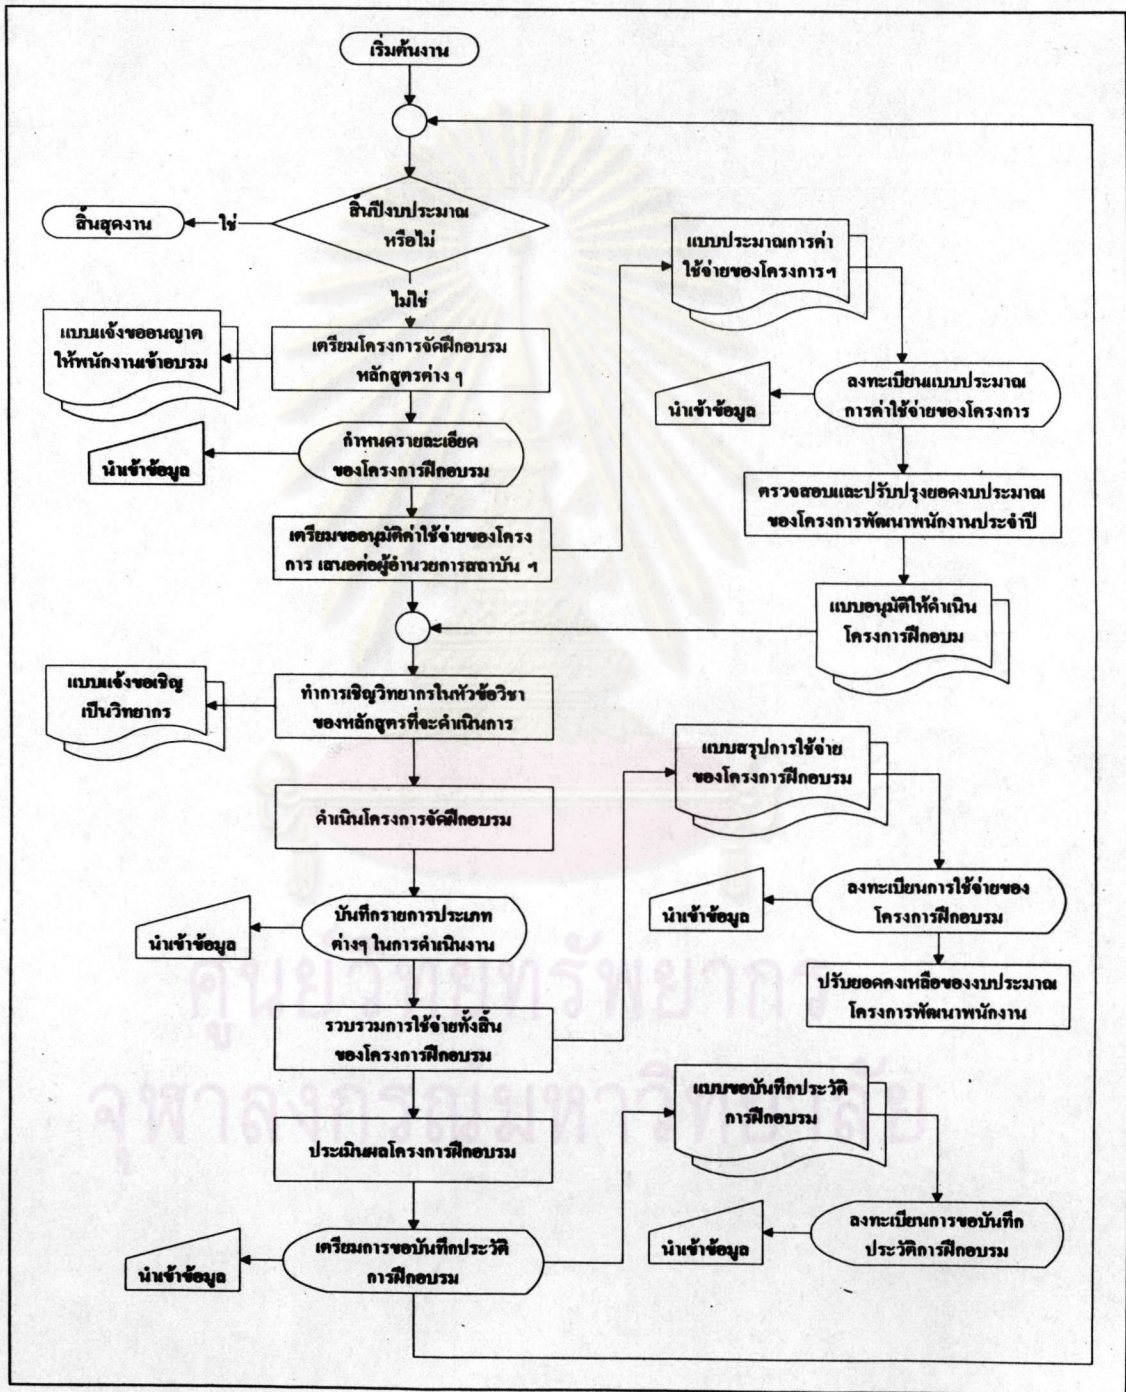 เริ่มต้นงาน
สิ้นปีงบประมาณ
หรือไม่
ใช่
สิ้นสุดงาน
ไม่ใช่
แบบประมาณการค่า
ใช้จ่ายของโครงการฯ
แบบแจ้งขออนุญาต
ให้พนักงานเข้าอบรม
เตรียมโครงการจัดฝึกอบรม
หลักสูตรต่าง ๆ
นำเข้าข้อมูล
ลงทะเบียนแบบประมาณ
การค่าใช้จ่ายของโครงการ
นำเข้าข้อมูล
กำหนดรายละเอียด
ของโครงการฝึกอบรม
ตรวจสอบและปรับปรุงยอดงบประมาณ
ของโครงการพัฒนาพนักงานประจำปี
เตรียมขออนุมัติค่าใช้จ่ายของโครง
การ เสนอต่อผู้อำนวยการสถาบัน ฯ
แบบอนุมัติให้ดำเนิน
โครงการฝึกอบม
แบบแจ้งขอเชิญ
เป็นวิทยากร
ทำการเชิญวิทยากรในหัวข้อวิชา
ของหลักสูตรที่จะดำเนินการ
แบบสรุปการใช้จ่าย
ของโครงการฝึกอบรม
ดำเนินโครงการจัดฝึกอบรม
นำเข้าข้อมูล
ลงทะเบียนการใช้จ่ายของ
โครงการฝึกอบรม
นำเข้าข้อมูล
บันทึกรายการประเภท
ต่างๆ ในการดำเนินงาน
ปรับยอดคงเหลือของงบประมาณ
โครงการพัฒนาพนักงาน
รวบรวมการใช้จ่ายทั้งสิ้น
ของโครงการฝึกอบรม
แบบขอบันทึกประวัติ
การฝึกอบรม
ประเมินผลโครงการฝึกอบรม
นำเข้าข้อมูล
ลงทะเบียนการขอบันทึก
ประวัติการฝึกอบรม
นำเข้าข้อมูล
เตรียมการขอบันทึกประวัติ
การฝึกอบรม
ศูนย์วิทยทรัพยากร
จุฬาลงกรณ์มหาวิทยาลัย